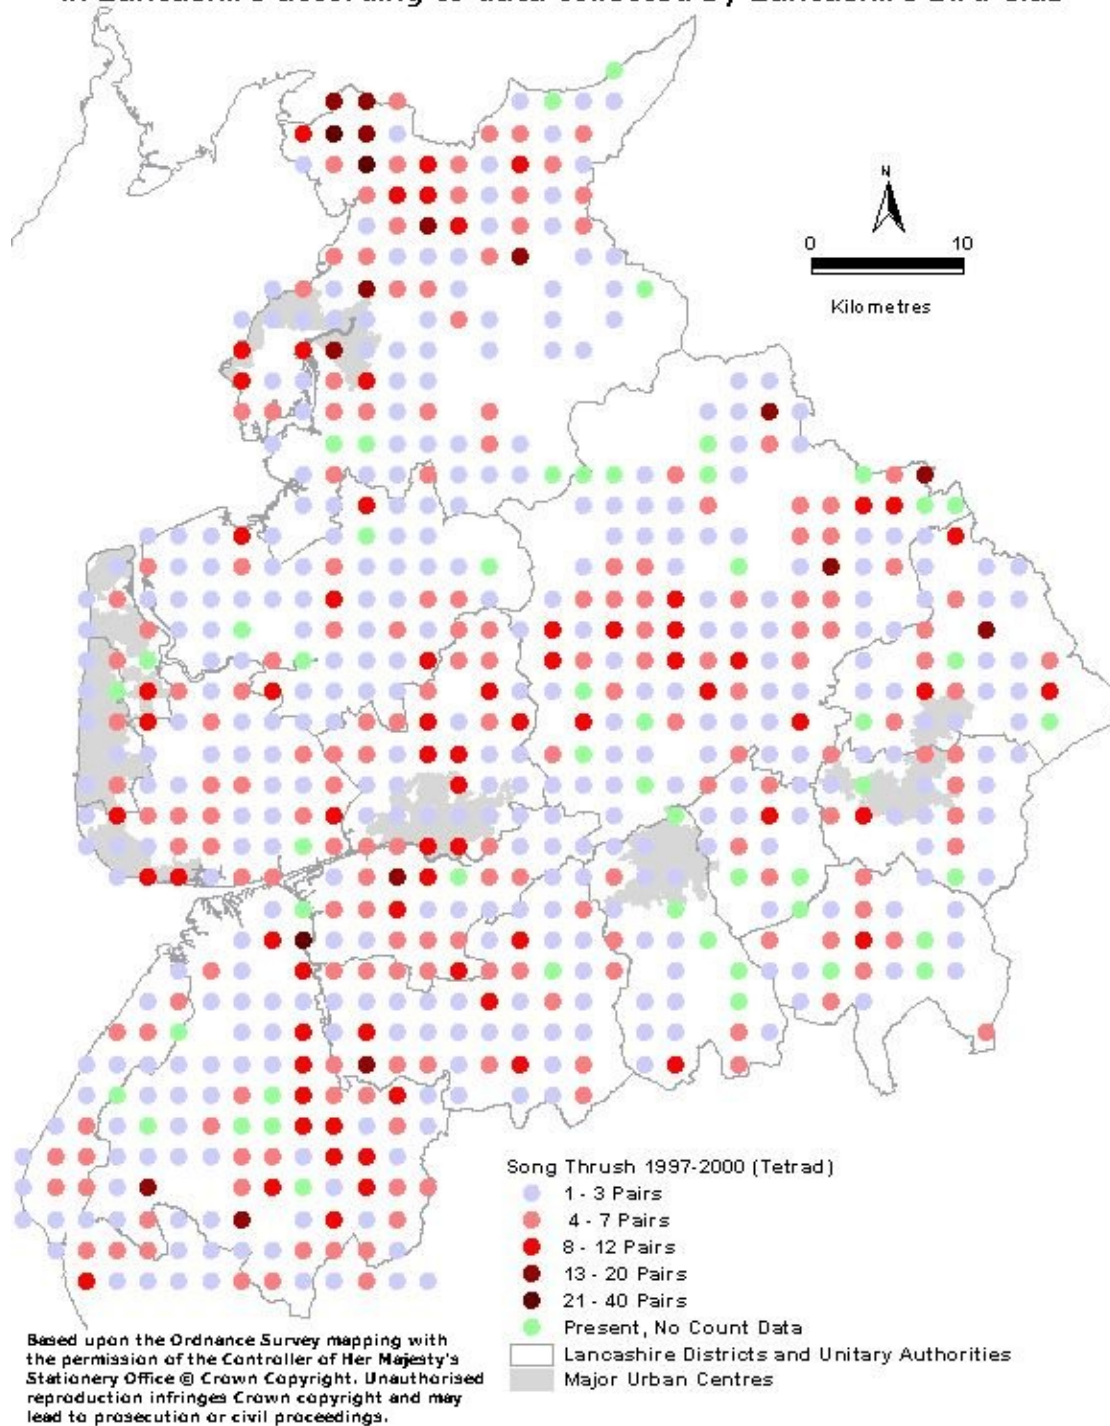 in Lancashire according to data collected by Lancashire Bird Club
N
0 10
Kilometres
Song Thrush 1997-2000 (Tetrad)
1 - 3 Pairs
4 - 7 Pairs
8 - 12 Pairs
13 - 20 Pairs
21 - 40 Pairs
Present, No Count Data
Lancashire Districts and Unitary Authorities
Major Urban Centres
Based upon the Ordnance Survey mapping with
the permission of the Controller of Her Majesty's
Stationery Office © Crown Copyright. Unauthorised
reproduction infringes Crown copyright and may
lead to prosecution or civil proceedings.